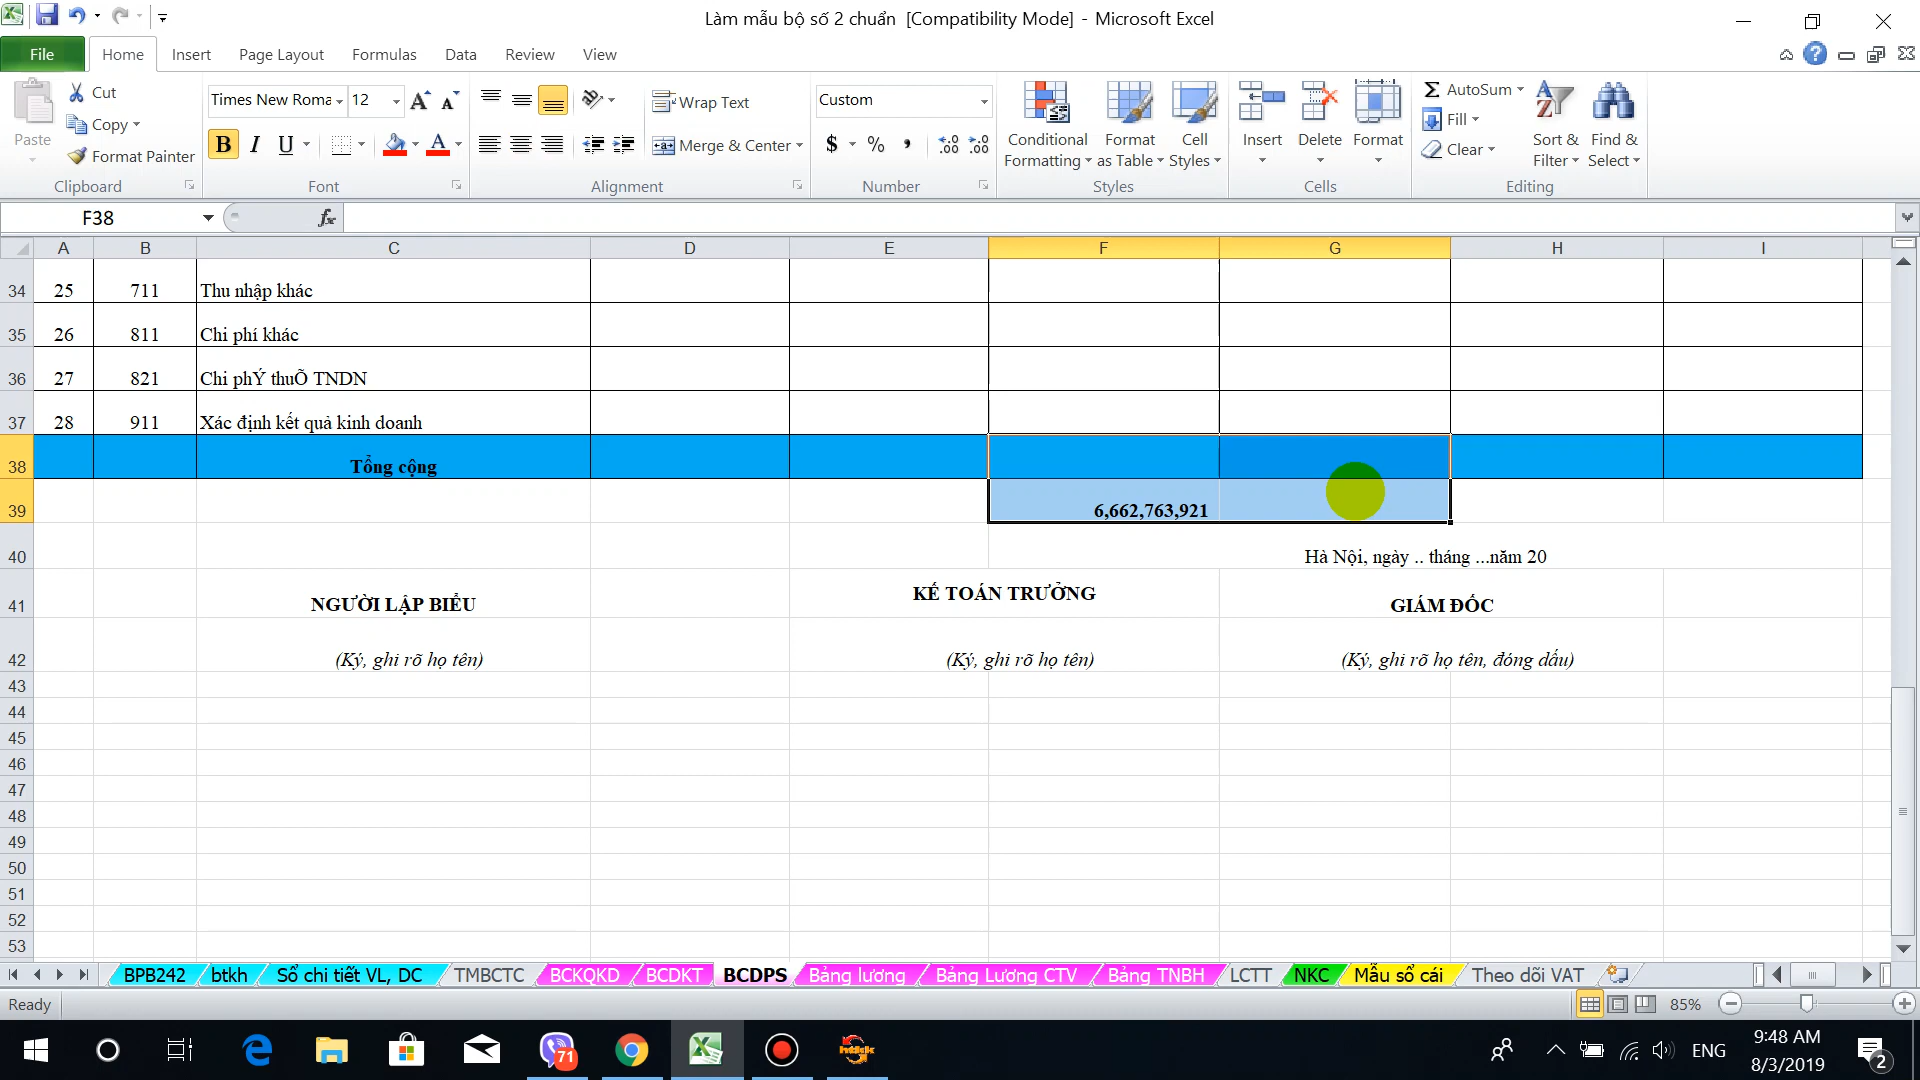 Làm mẫu bộ số 2 chuẩn [Compatibility Mode] - Microsoft Excel
File Home Insert Page Layout Formulas Data Review View
Paste
Cut
Copy
Format Painter
Clipboard
Times New Roma 12
B I U
Font
Wrap Text
Merge & Center
Alignment
Custom
$ % ,
Number
Conditional Formatting
Format as Table
Cell Styles
Styles
Insert
Delete
Format
Cells
AutoSum
Fill
Clear
Sort & Filter
Find & Select
Editing
F38 fx
A B C D E F G H I
34 25 711 Thu nhập khác
35 26 811 Chi phí khác
36 27 821 Chi phÝ thuÕ TNDN
37 28 911 Xác định kết quả kinh doanh
38 Tổng cộng
39 6,662,763,921
40 Hà Nội, ngày .. tháng ...năm 20
41 NGƯỜI LẬP BIỂU KẾ TOÁN TRƯỞNG GIÁM ĐỐC
42 (Ký, ghi rõ họ tên) (Ký, ghi rõ họ tên) (Ký, ghi rõ họ tên, đóng dấu)
43
44
45
46
47
48
49
50
51
52
53
BPB242 btkh Sổ chi tiết VL, DC TMBCTC BCKQKD BCDKT BCDPS Bảng lương Bảng Lương CTV Bảng TNBH LCTT NKC Mẫu sổ cái Theo dõi VAT
Ready 85%
71 htkk ENG 9:48 AM
8/3/2019 2